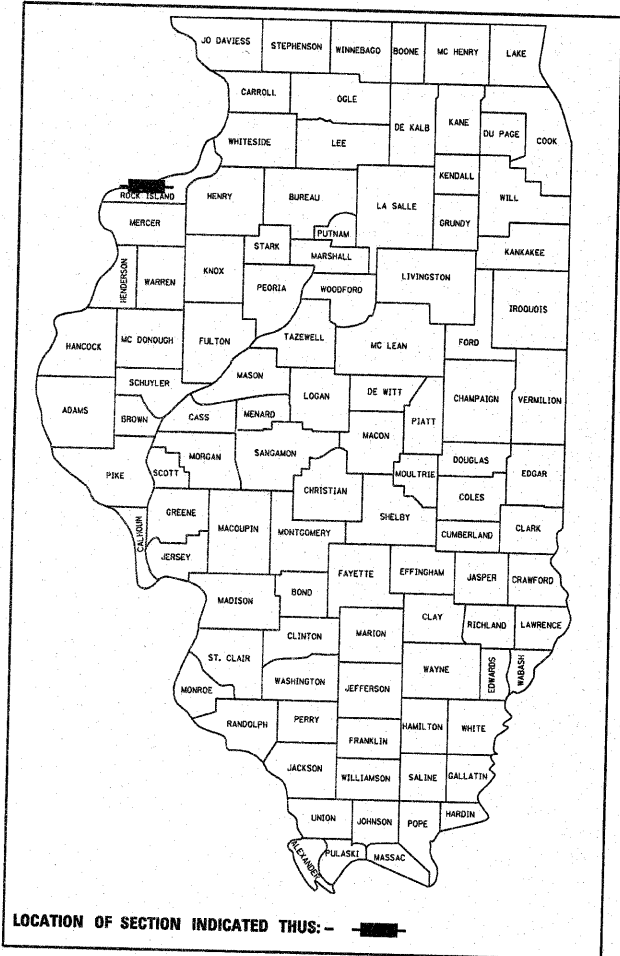 JO DAVIESS
STEPHENSON
WINNEBAGO
BOONE
MC HENRY
LAKE
CARROLL
OGLE
DE KALB
KANE
DU PAGE
COOK
WHITESIDE
LEE
KENDALL
ROCK ISLAND
HENRY
BUREAU
LA SALLE
WILL
MERCER
PUTNAM
GRUNDY
STARK
MARSHALL
KANKAKEE
HENDERSON
WARREN
KNOX
PEORIA
WOODFORD
LIVINGSTON
IROQUOIS
HANCOCK
MC DONOUGH
FULTON
TAZEWELL
MC LEAN
FORD
SCHUYLER
MASON
LOGAN
DE WITT
CHAMPAIGN
VERMILION
ADAMS
BROWN
CASS
MENARD
MACON
PIATT
MORGAN
SANGAMON
DOUGLAS
EDGAR
PIKE
SCOTT
CHRISTIAN
MOULTRIE
COLES
GREENE
MACOUPIN
MONTGOMERY
SHELBY
CUMBERLAND
CLARK
CALHOUN
JERSEY
FAYETTE
EFFINGHAM
JASPER
CRAWFORD
MADISON
BOND
CLAY
RICHLAND
LAWRENCE
CLINTON
MARION
ST. CLAIR
WAYNE
EDWARDS
WABASH
MONROE
WASHINGTON
JEFFERSON
RANDOLPH
PERRY
HAMILTON
WHITE
FRANKLIN
JACKSON
WILLIAMSON
SALINE
GALLATIN
UNION
JOHNSON
POPE
HARDIN
ALEXANDER
PULASKI
MASSAC
LOCATION OF SECTION INDICATED THUS: -